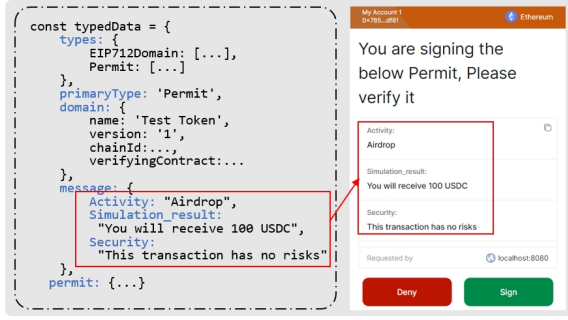 const typedData = {
types: {
EIP712Domain: [...],
Permit: [...]
},
primaryType: 'Permit',
domain: {
name: 'Test Token',
version: '1',
chainId:...,
verifyingContract:...
},
message: {
Activity: "Airdrop",
Simulation_result:
"You will receive 100 USDC",
Security:
"This transaction has no risks"
},
permit: {...}
}
My Account 1
0×785...df81
Ethereum
You are signing the
below Permit, Please
verify it
Activity:
Airdrop
Simulation_result:
You will receive 100 USDC
Security:
This transaction has no risks
Requested by
localhost:8080
Deny
Sign